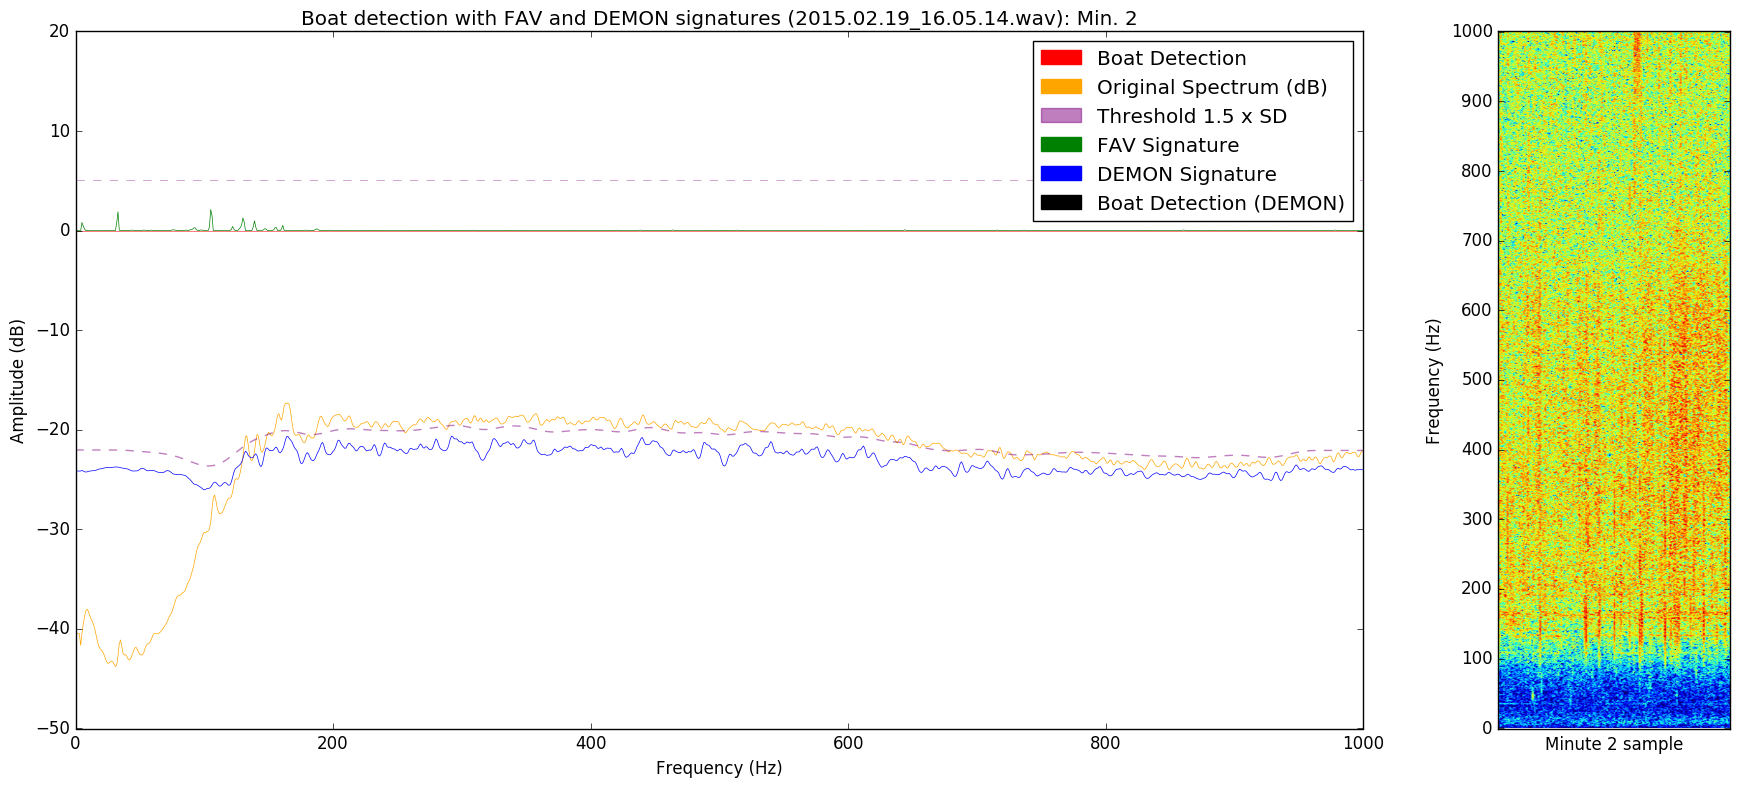 Boat detection with FAV and DEMON signatures (2015.02.19_16.05.14.wav): Min. 2
Boat Detection
Original Spectrum (dB)
Threshold 1.5 x SD
FAV Signature
DEMON Signature
Boat Detection (DEMON)
Amplitude (dB)
20
10
0
−10
−20
−30
−40
−50
0
200
400
600
800
1000
Frequency (Hz)
Frequency (Hz)
1000
900
800
700
600
500
400
300
200
100
0
Minute 2 sample